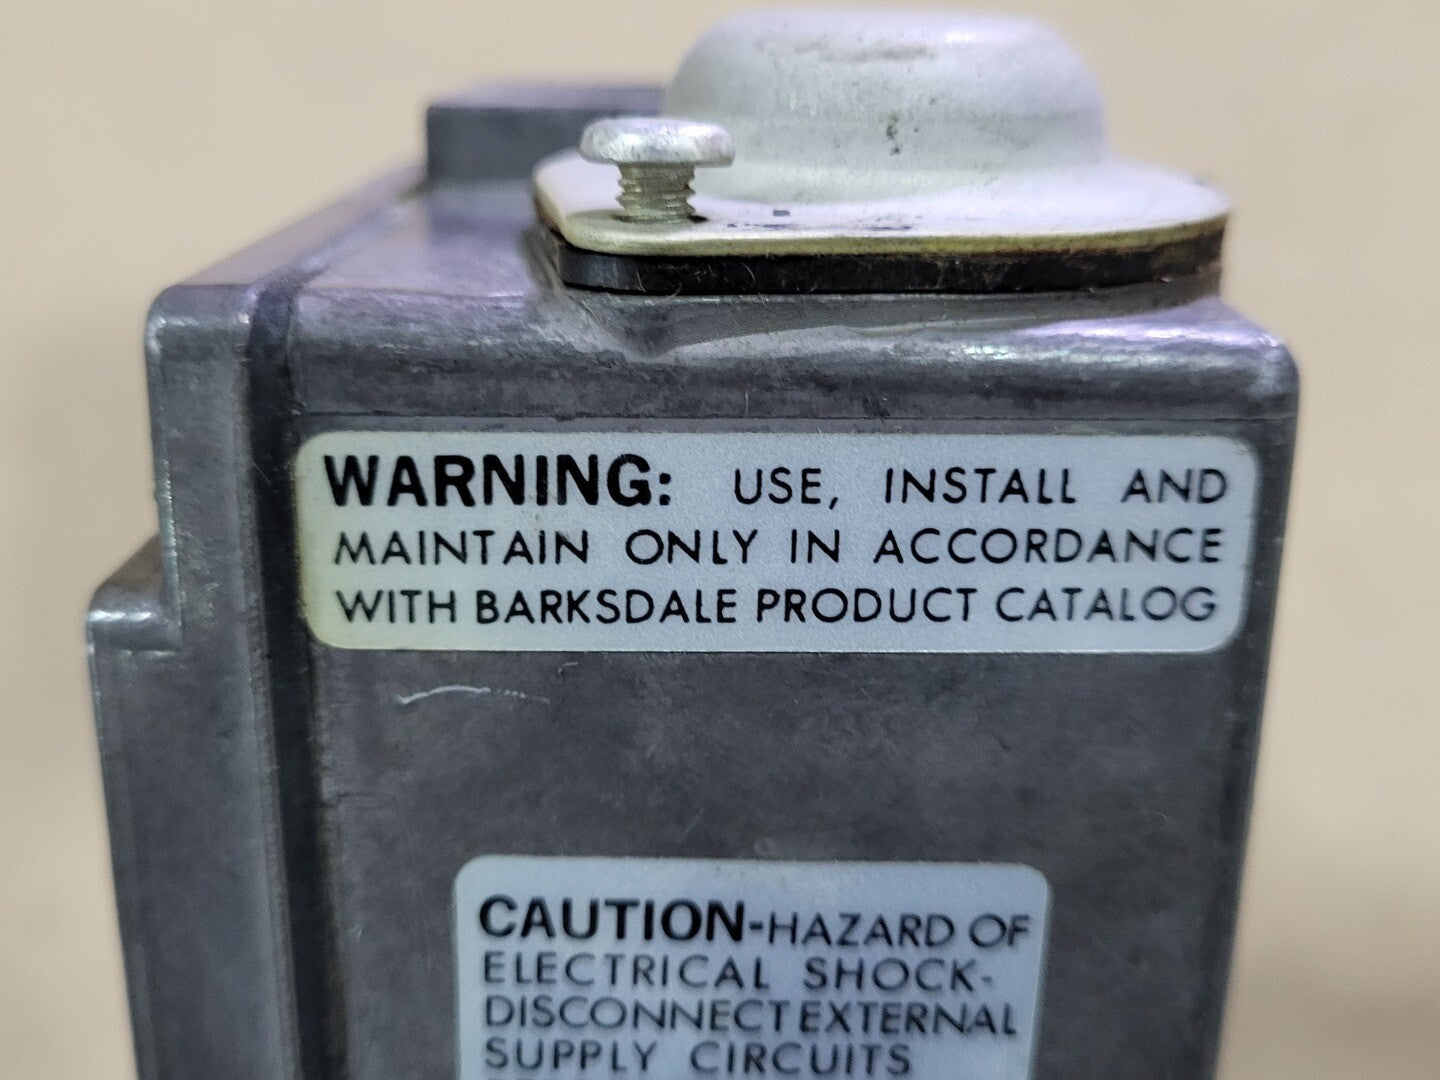 WARNING: USE, INSTALL AND
MAINTAIN ONLY IN ACCORDANCE
WITH BARKSDALE PRODUCT CATALOG
CAUTION-HAZARD OF
ELECTRICAL SHOCK-
DISCONNECT EXTERNAL
SUPPLY CIRCUITS